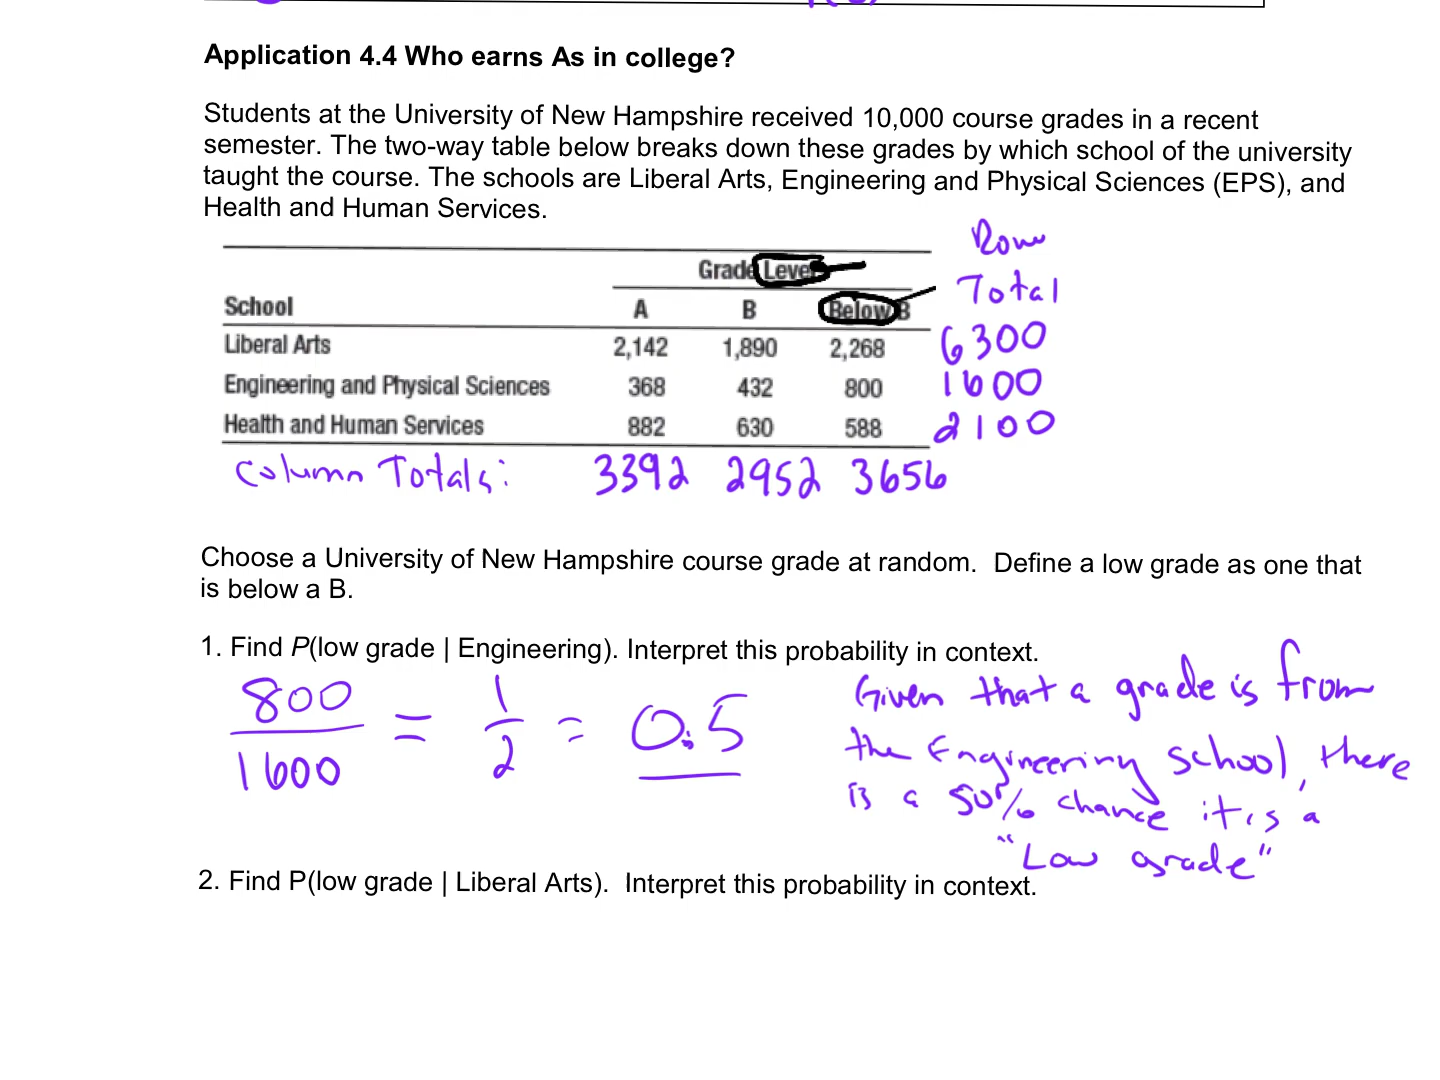 Application 4.4 Who earns As in college?
Students at the University of New Hampshire received 10,000 course grades in a recent
semester. The two-way table below breaks down these grades by which school of the university
taught the course. The schools are Liberal Arts, Engineering and Physical Sciences (EPS), and
Health and Human Services.
Row
Total
Grade Level
School A B Below B
Liberal Arts 2,142 1,890 2,268 6300
Engineering and Physical Sciences 368 432 800 1600
Health and Human Services 882 630 588 2100
Column Totals: 3392 2952 3656
Choose a University of New Hampshire course grade at random. Define a low grade as one that
is below a B.
1. Find P(low grade | Engineering). Interpret this probability in context.
800/1600 = 1/2 = 0.5
Given that a grade is from
the Engineering school, there
is a 50% chance it is a
"Low grade"
2. Find P(low grade | Liberal Arts). Interpret this probability in context.